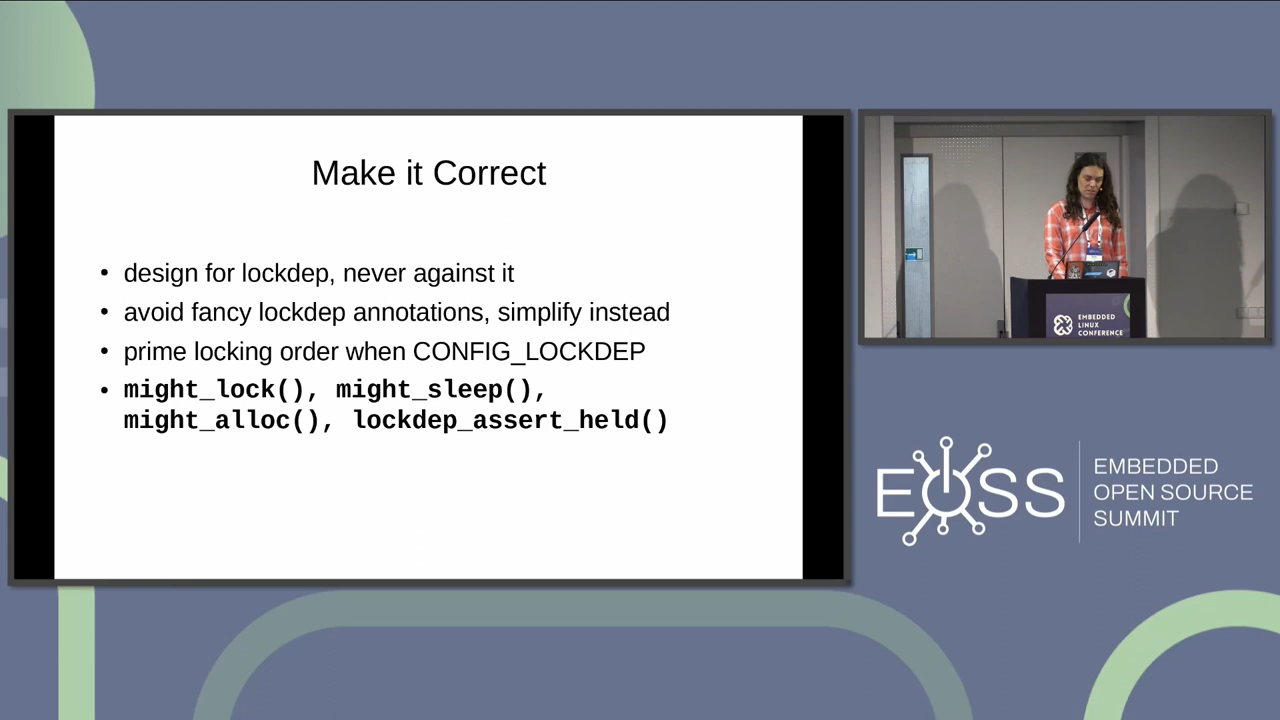 Make it Correct
• design for lockdep, never against it
• avoid fancy lockdep annotations, simplify instead
• prime locking order when CONFIG_LOCKDEP
• might_lock(), might_sleep(),
might_alloc(), lockdep_assert_held()
EMBEDDED
LINUX
CONFERENCE
EOSS
EMBEDDED
OPEN SOURCE
SUMMIT